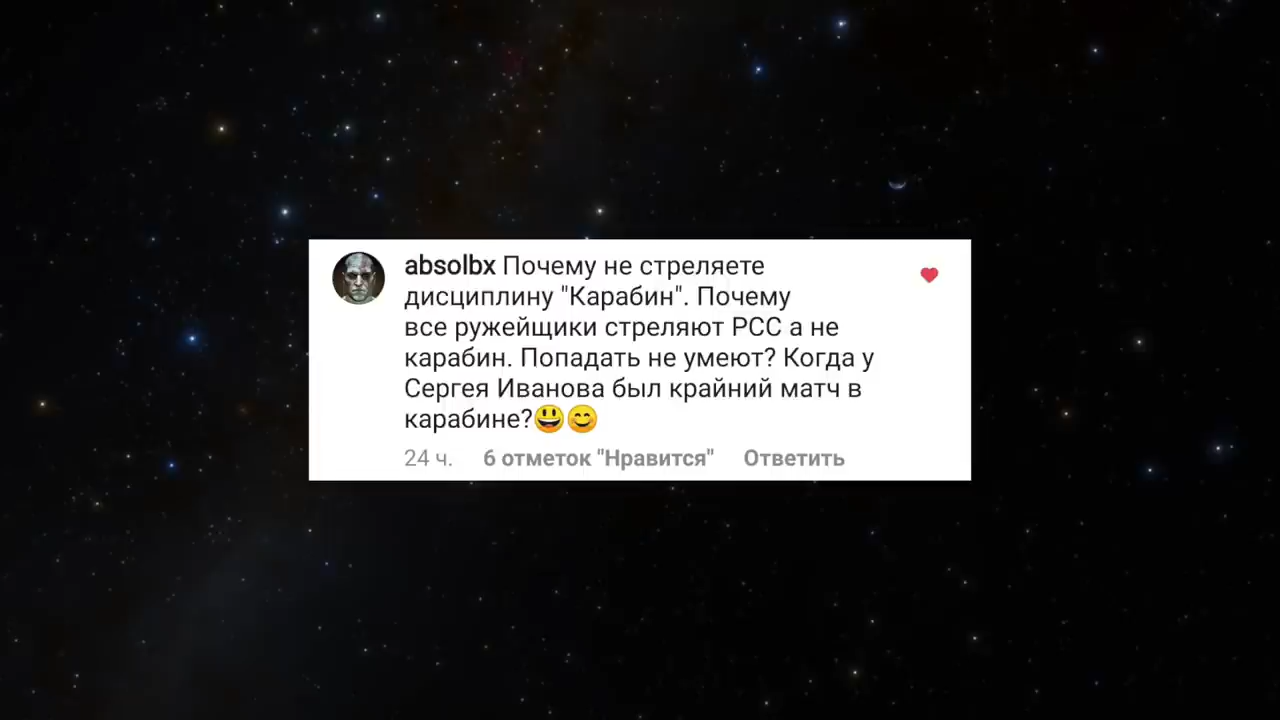 absolbx Почему не стреляете
дисциплину "Карабин". Почему
все ружейщики стреляют РСС а не
карабин. Попадать не умеют? Когда у
Сергея Иванова был крайний матч в
карабине?😃😊
24 ч. 6 отметок "Нравится" Ответить